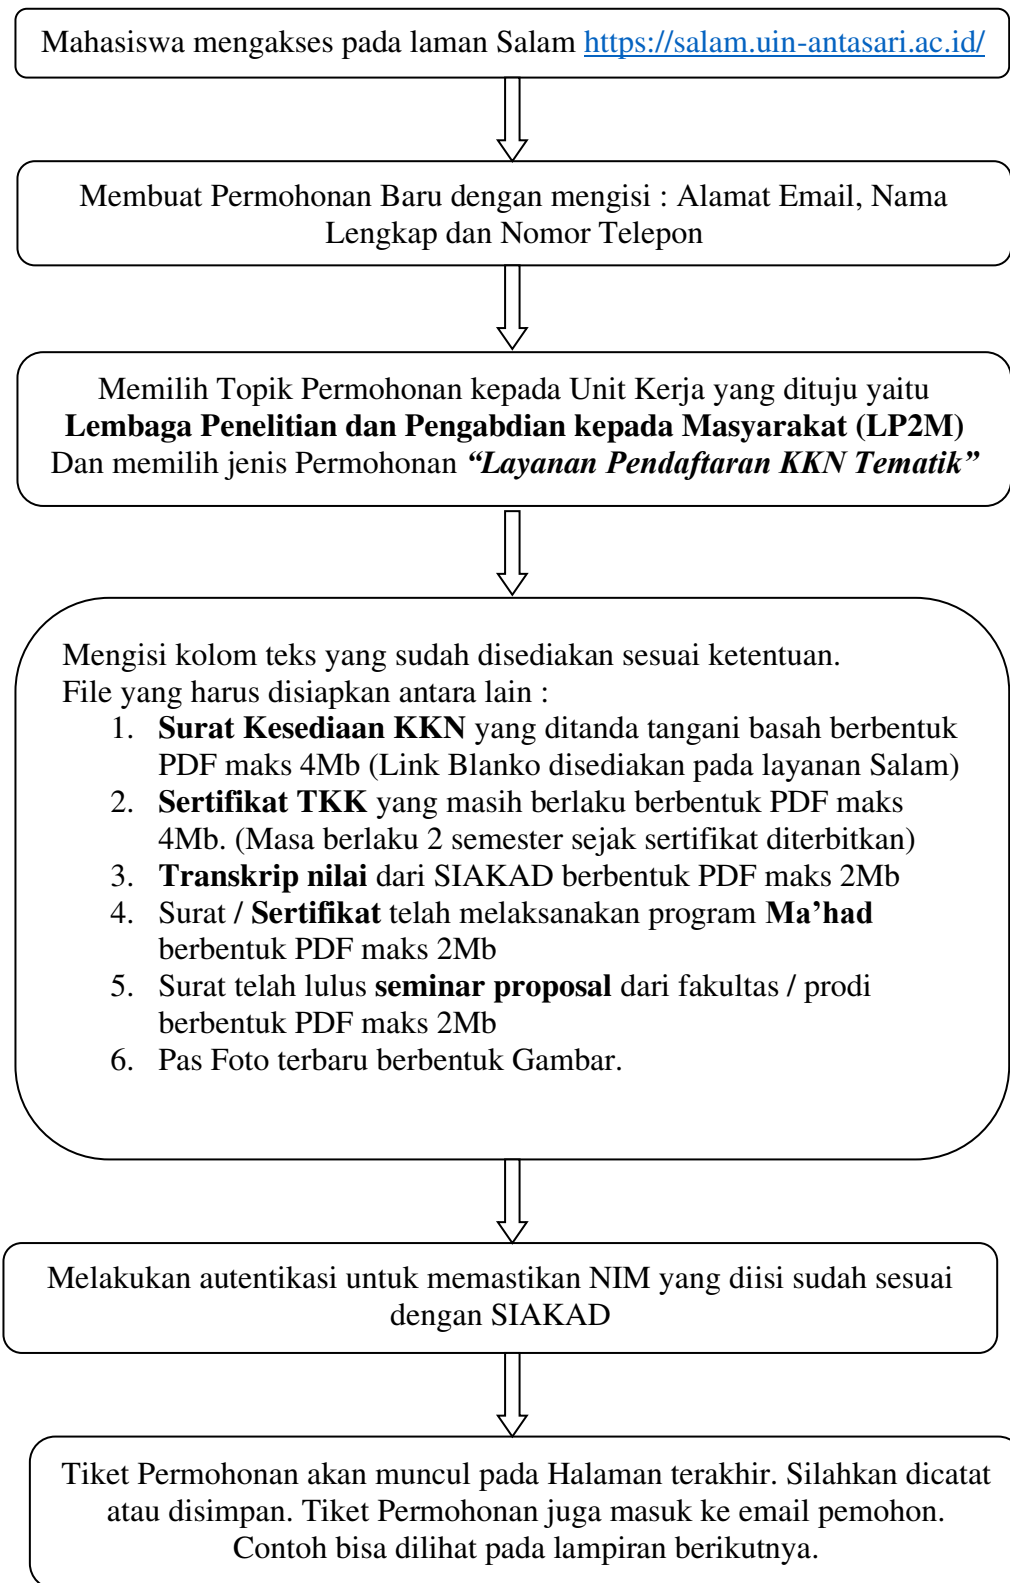 Mahasiswa mengakses pada laman Salam https://salam.uin-antasari.ac.id/
Membuat Permohonan Baru dengan mengisi : Alamat Email, Nama
Lengkap dan Nomor Telepon
Memilih Topik Permohonan kepada Unit Kerja yang dituju yaitu
Lembaga Penelitian dan Pengabdian kepada Masyarakat (LP2M)
Dan memilih jenis Permohonan “Layanan Pendaftaran KKN Tematik”
Mengisi kolom teks yang sudah disediakan sesuai ketentuan.
File yang harus disiapkan antara lain :
1. Surat Kesediaan KKN yang ditanda tangani basah berbentuk
PDF maks 4Mb (Link Blanko disediakan pada layanan Salam)
2. Sertifikat TKK yang masih berlaku berbentuk PDF maks
4Mb. (Masa berlaku 2 semester sejak sertifikat diterbitkan)
3. Transkrip nilai dari SIAKAD berbentuk PDF maks 2Mb
4. Surat / Sertifikat telah melaksanakan program Ma’had
berbentuk PDF maks 2Mb
5. Surat telah lulus seminar proposal dari fakultas / prodi
berbentuk PDF maks 2Mb
6. Pas Foto terbaru berbentuk Gambar.
Melakukan autentikasi untuk memastikan NIM yang diisi sudah sesuai
dengan SIAKAD
Tiket Permohonan akan muncul pada Halaman terakhir. Silahkan dicatat
atau disimpan. Tiket Permohonan juga masuk ke email pemohon.
Contoh bisa dilihat pada lampiran berikutnya.